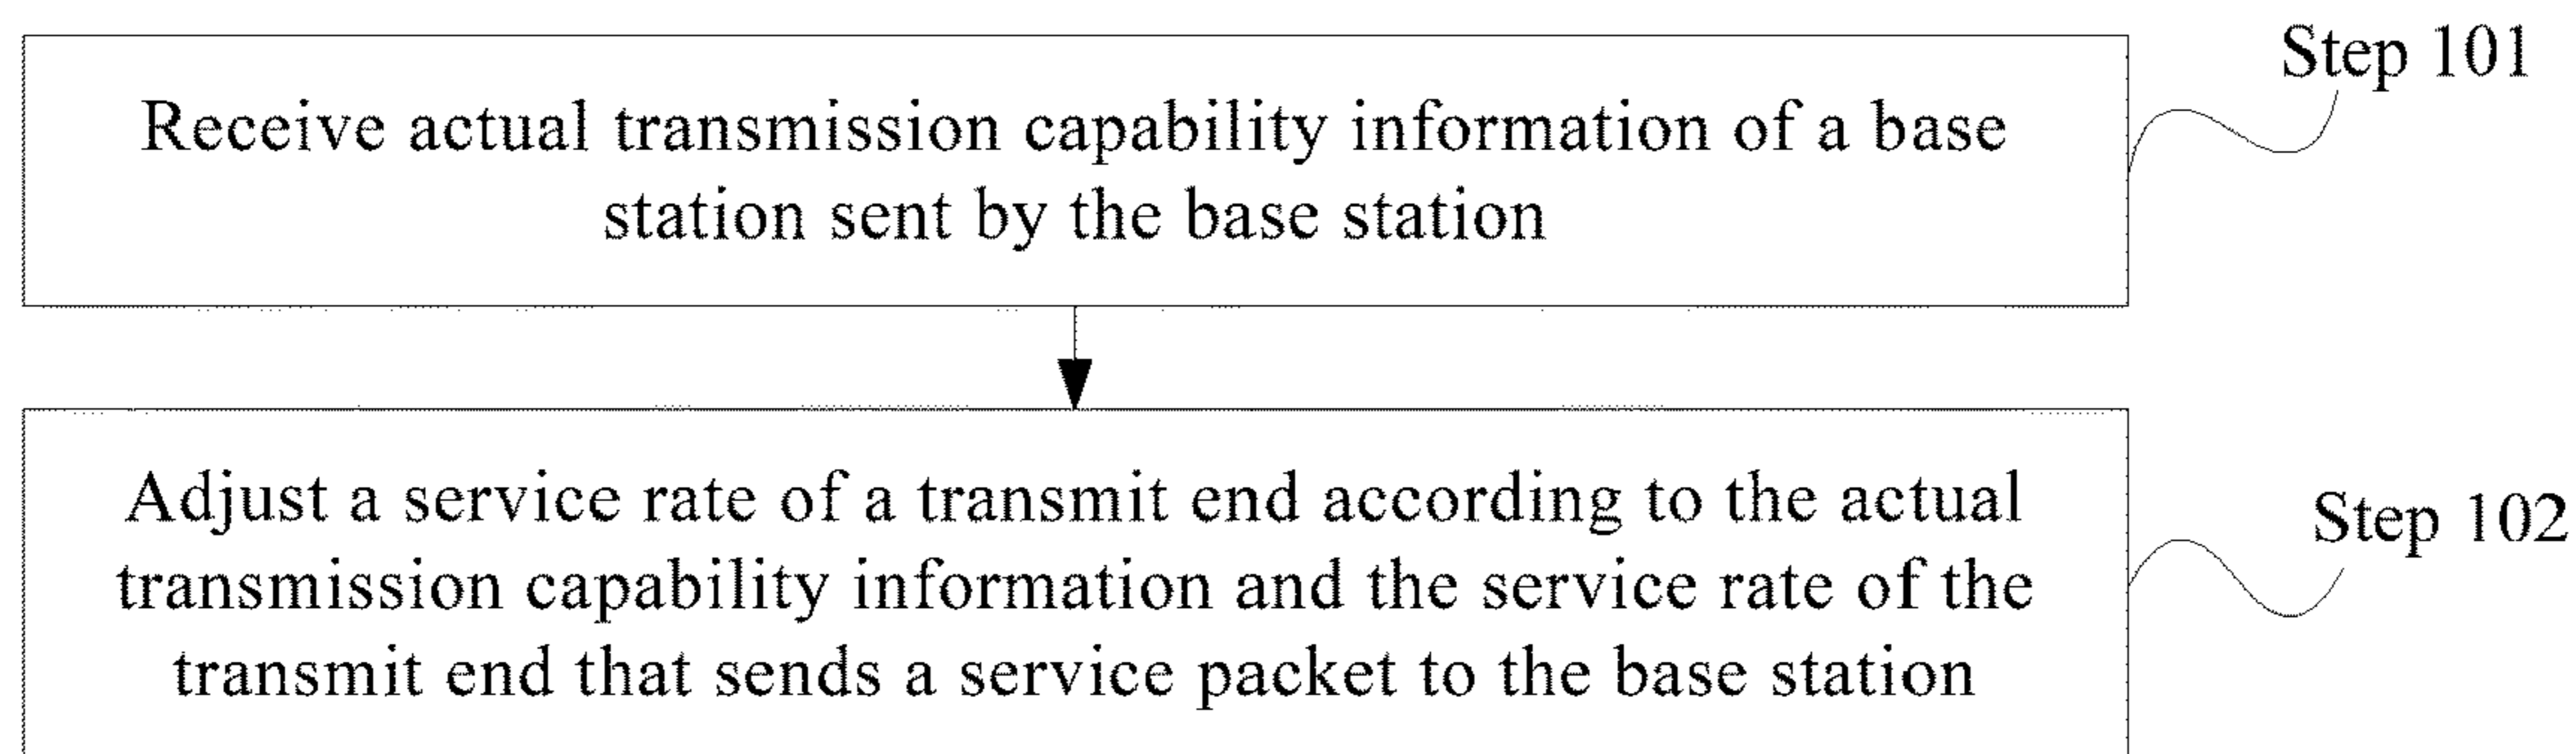 Step 101
Receive actual transmission capability information of a base
station sent by the base station
Adjust a service rate of a transmit end according to the actual
transmission capability information and the service rate of the
transmit end that sends a service packet to the base station
Step 102